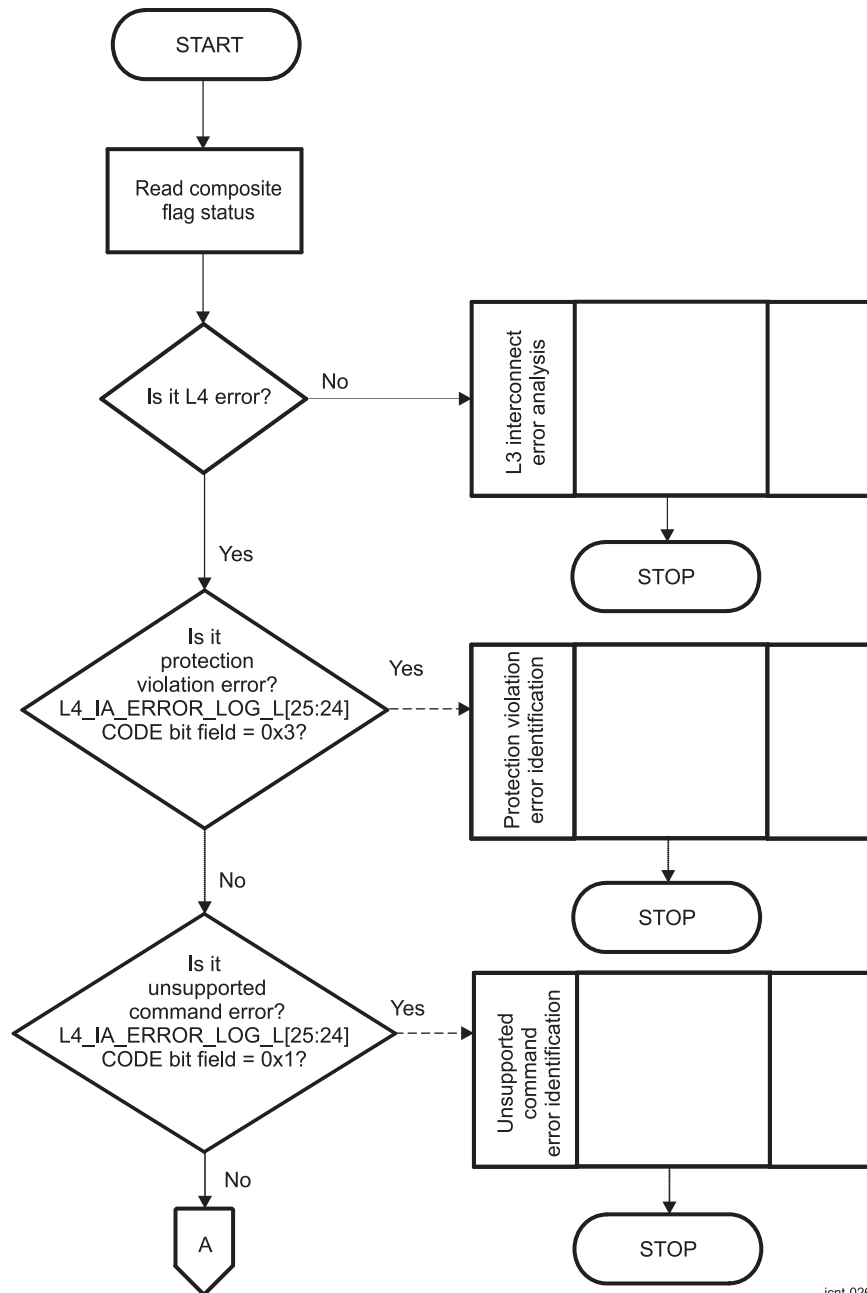 START
Read composite
flag status
Is it L4 error?
No
L3 interconnect
error analysis
STOP
Yes
Is it
protection
violation error?
L4_IA_ERROR_LOG_L[25:24]
CODE bit field = 0x3?
Yes
Protection violation
error identification
STOP
No
Is it
unsupported
command error?
L4_IA_ERROR_LOG_L[25:24]
CODE bit field = 0x1?
Yes
Unsupported
command
error identification
STOP
No
A